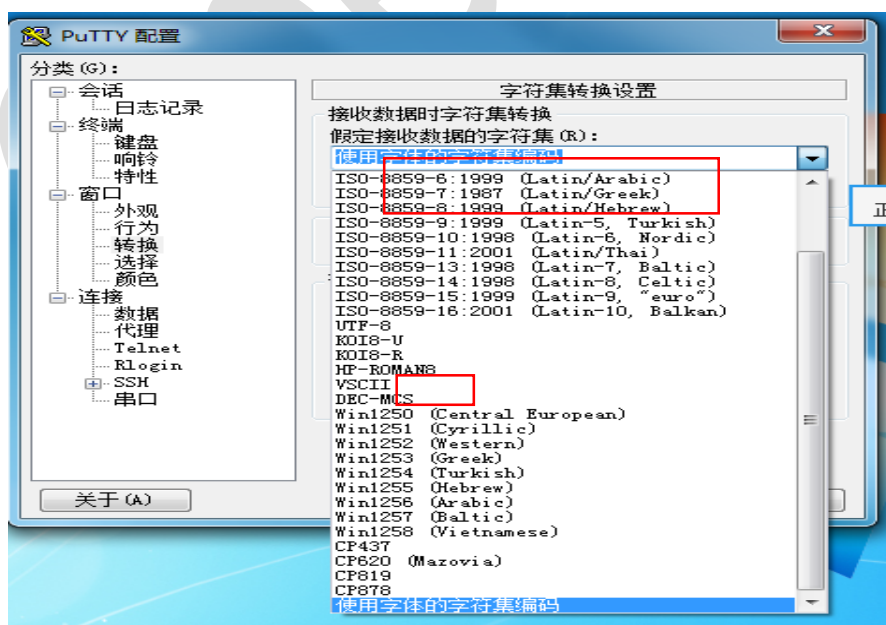 PuTTY 配置
分类(G):
会话
日志记录
终端
键盘
响铃
特性
窗口
外观
行为
转换
选择
颜色
连接
数据
代理
Telnet
Rlogin
SSH
串口
关于(A)
字符集转换设置
接收数据时字符集转换
假定接收数据的字符集(R):
使用字体的字符集编码
ISO-8859-6:1999 (Latin/Arabic)
ISO-8859-7:1987 (Latin/Greek)
ISO-8859-8:1999 (Latin/Hebrew)
ISO-8859-9:1999 (Latin-5, Turkish)
ISO-8859-10:1998 (Latin-6, Nordic)
ISO-8859-11:2001 (Latin/Thai)
ISO-8859-13:1998 (Latin-7, Baltic)
ISO-8859-14:1998 (Latin-8, Celtic)
ISO-8859-15:1999 (Latin-9, "euro")
ISO-8859-16:2001 (Latin-10, Balkan)
UTF-8
KOI8-U
KOI8-R
HP-ROMAN8
VSCII
DEC-MCS
Win1250 (Central European)
Win1251 (Cyrillic)
Win1252 (Western)
Win1253 (Greek)
Win1254 (Turkish)
Win1255 (Hebrew)
Win1256 (Arabic)
Win1257 (Baltic)
Win1258 (Vietnamese)
CP437
CP620 (Mazovia)
CP819
CP878
使用字体的字符集编码